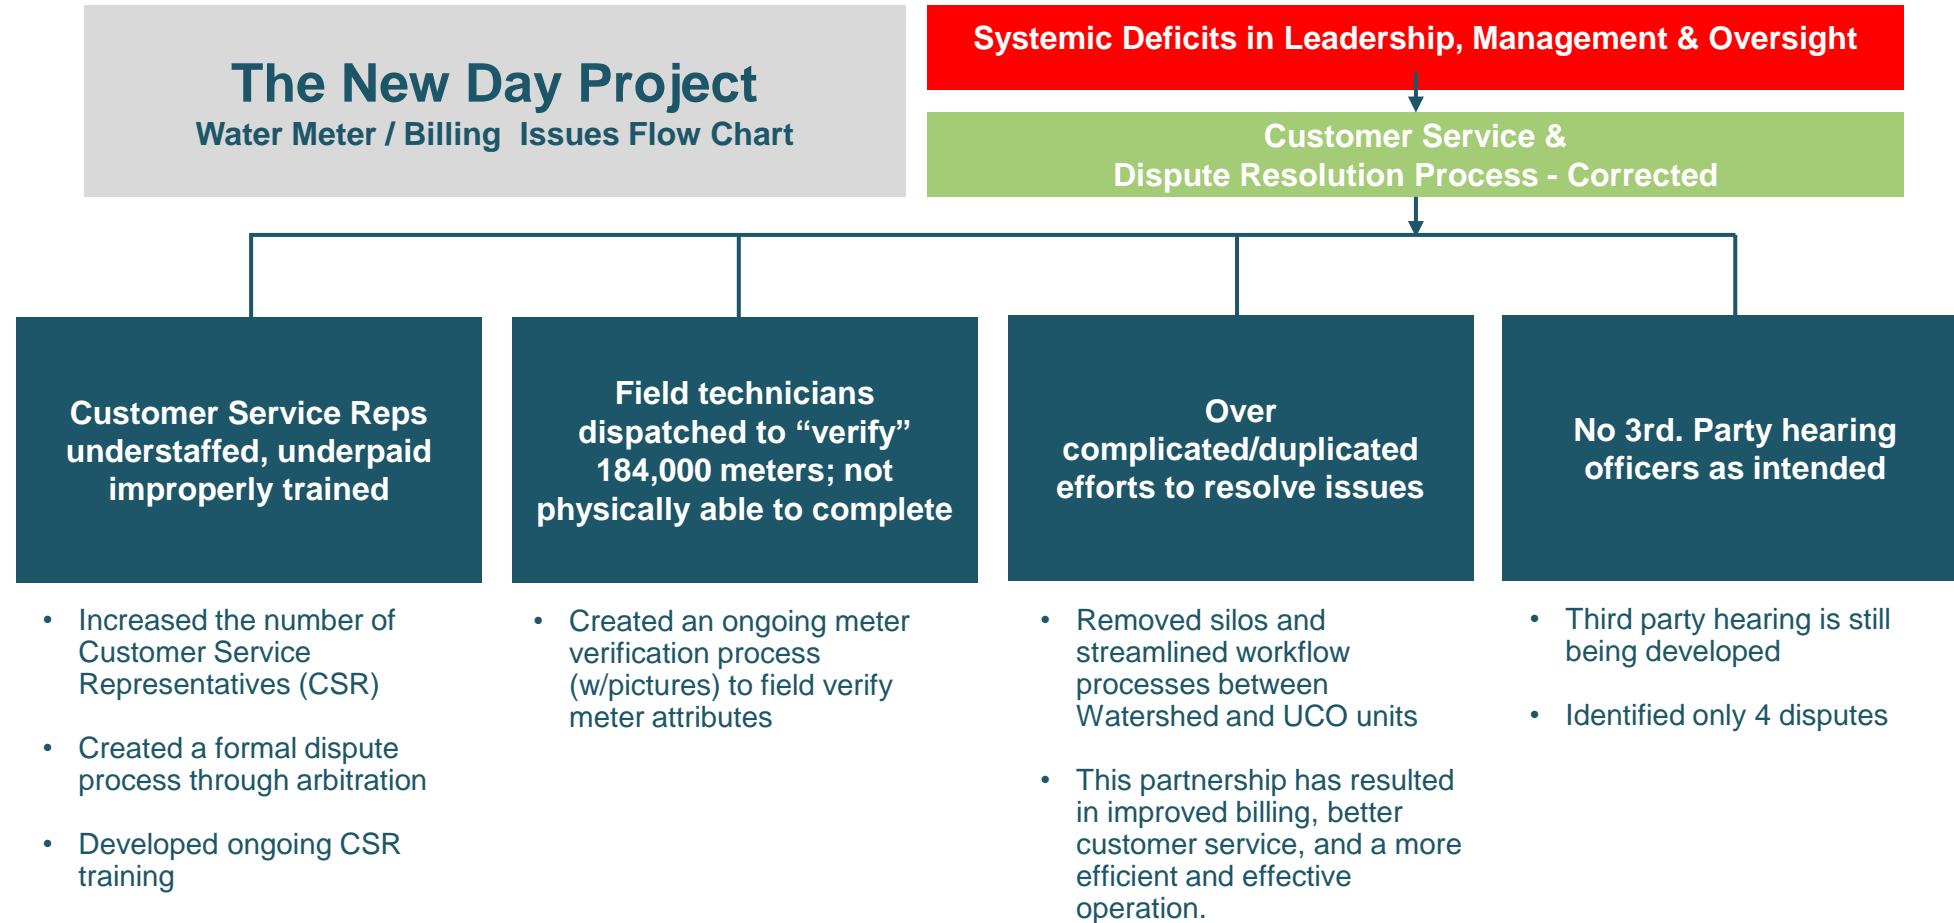 The New Day Project
Water Meter / Billing  Issues Flow Chart
Systemic Deficits in Leadership, Management & Oversight
Customer Service &
Dispute Resolution Process - Corrected
Customer Service Reps
understaffed, underpaid
improperly trained
• Increased the number of
Customer Service
Representatives (CSR)
• Created a formal dispute
process through arbitration
• Developed ongoing CSR
training
Field technicians
dispatched to “verify”
184,000 meters; not
physically able to complete
• Created an ongoing meter
verification process
(w/pictures) to field verify
meter attributes
Over
complicated/duplicated
efforts to resolve issues
• Removed silos and
streamlined workflow
processes between
Watershed and UCO units
• This partnership has resulted
in improved billing, better
customer service, and a more
efficient and effective
operation.
No 3rd. Party hearing
officers as intended
• Third party hearing is still
being developed
• Identified only 4 disputes